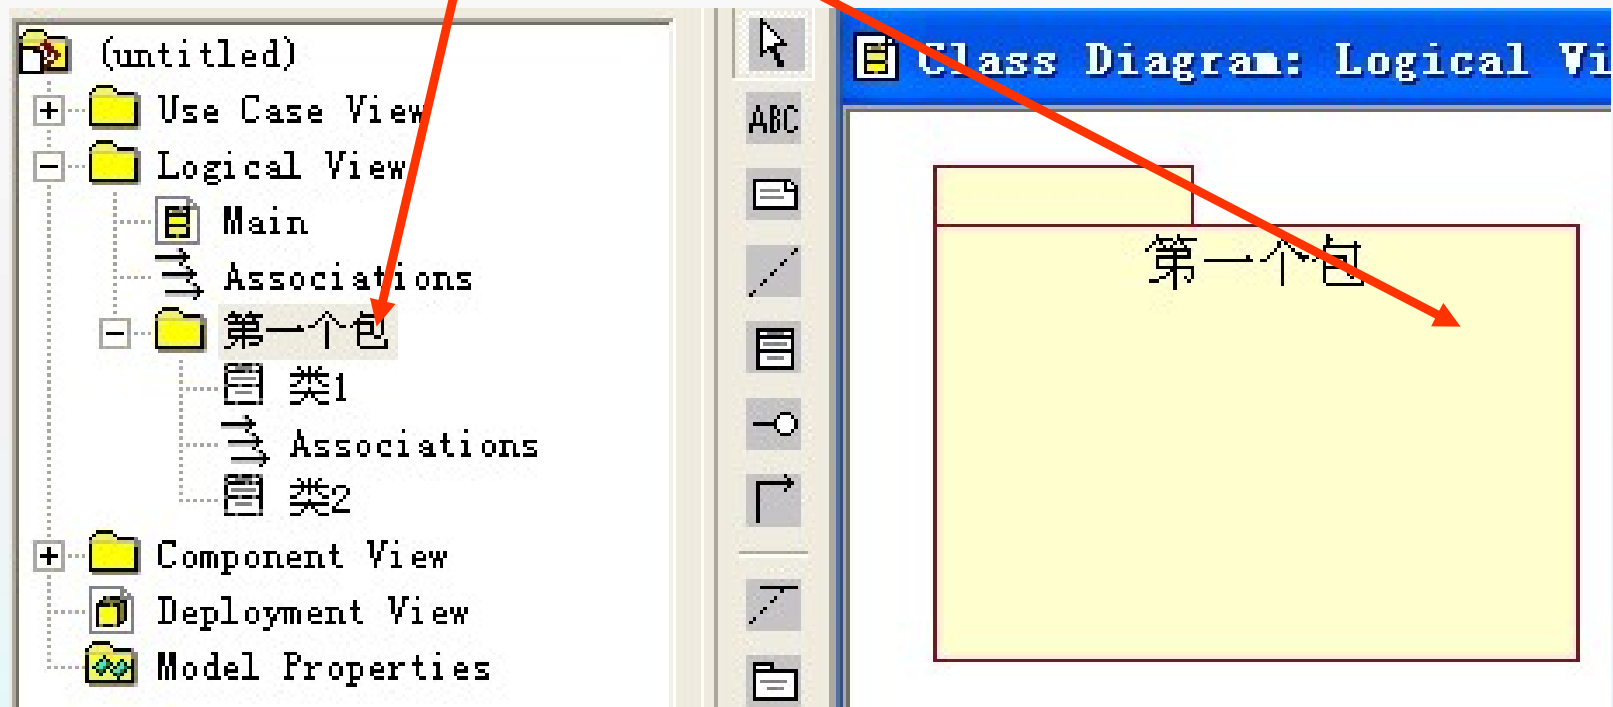 (untitled)
Use Case View
Logical View
Main
Associations
第一个包
类1
Associations
类2
Component View
Deployment View
Model Properties
ABC
Class Diagram: Logical Vi
第一个包